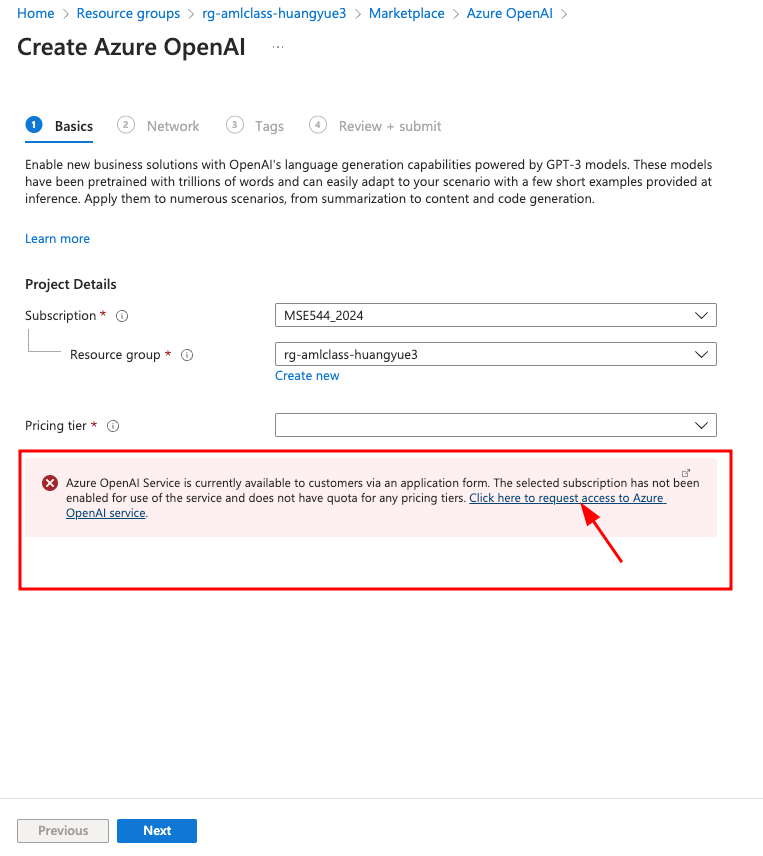 Home > Resource groups > rg-amlclass-huangyue3 > Marketplace > Azure OpenAI >
Create Azure OpenAI ...
1 Basics 2 Network 3 Tags 4 Review + submit
Enable new business solutions with OpenAI's language generation capabilities powered by GPT-3 models. These models
have been pretrained with trillions of words and can easily adapt to your scenario with a few short examples provided at
inference. Apply them to numerous scenarios, from summarization to content and code generation.
Learn more
Project Details
Subscription *
MSE544_2024
Resource group *
rg-amlclass-huangyue3
Create new
Pricing tier *
Azure OpenAI Service is currently available to customers via an application form. The selected subscription has not been
enabled for use of the service and does not have quota for any pricing tiers. Click here to request access to Azure
OpenAI service.
Previous Next